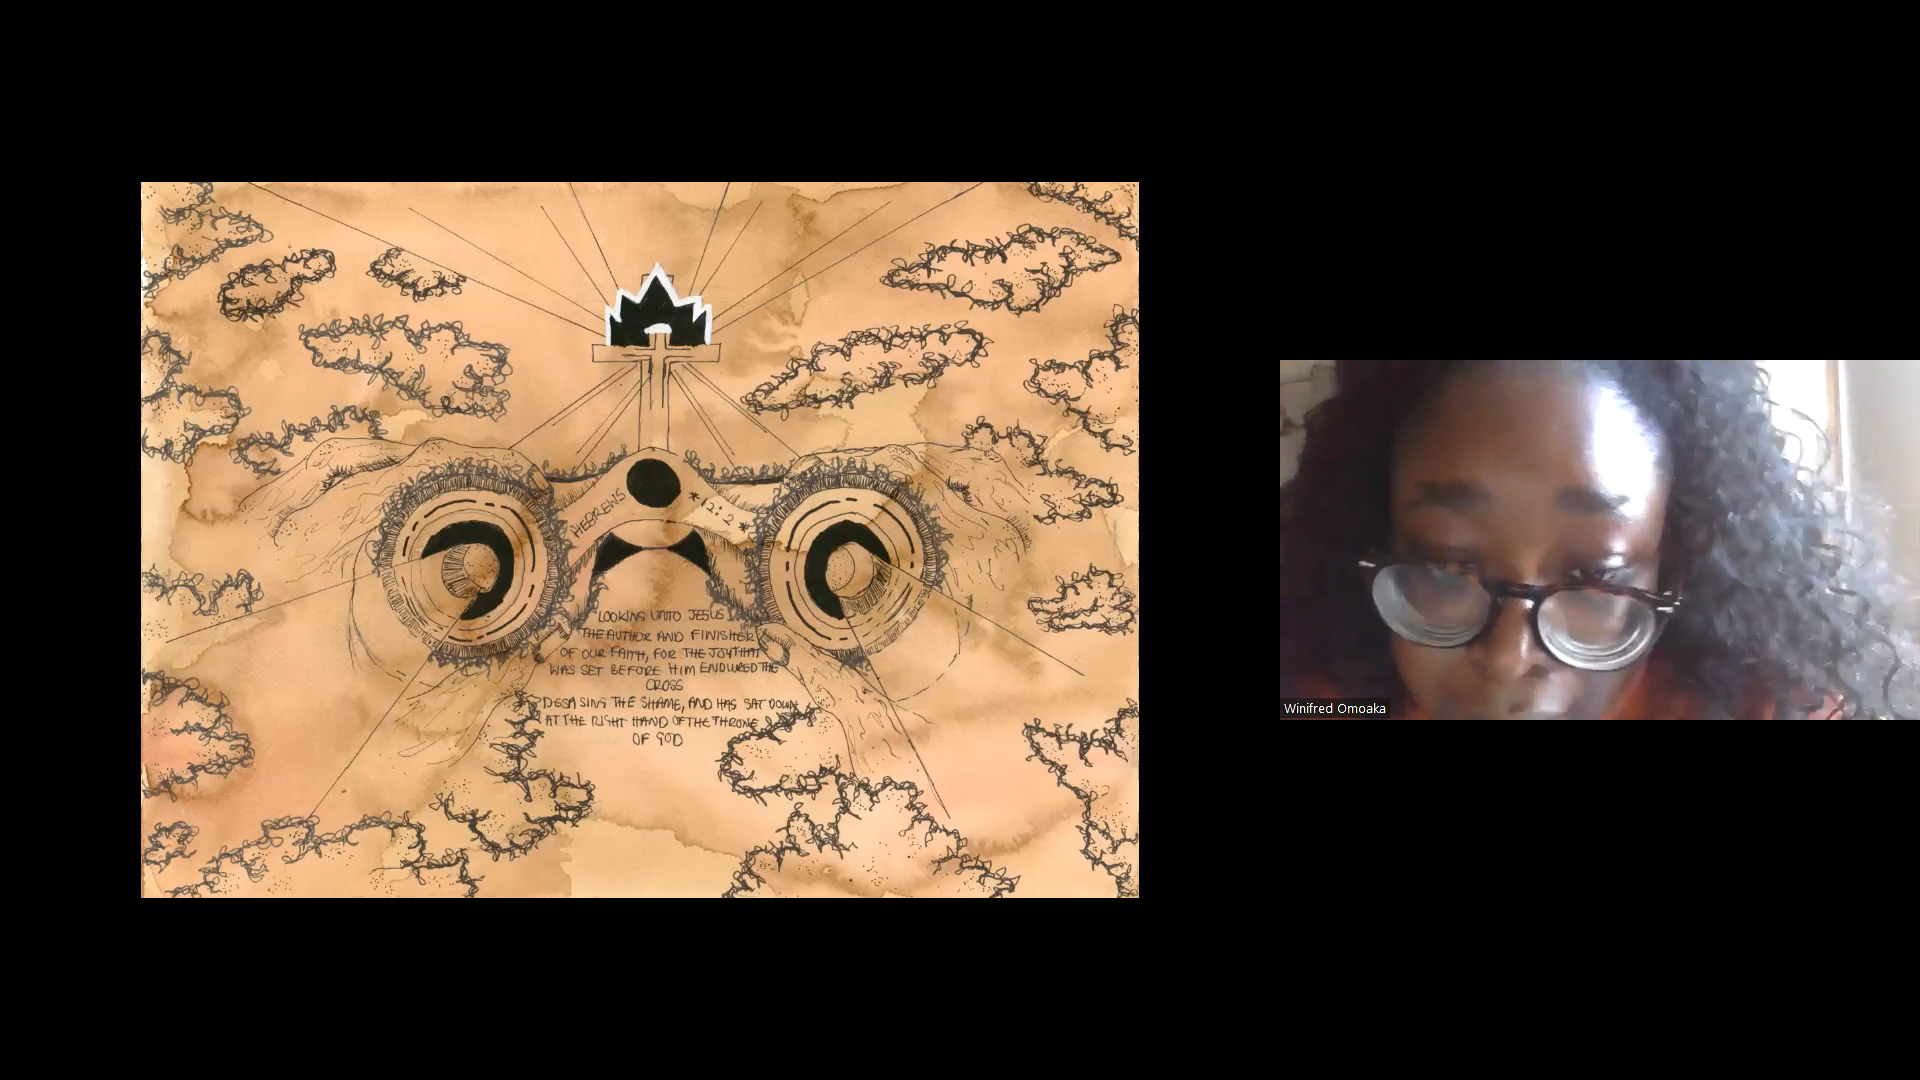 HEBREWS
*12:2*
LOOKING UNTO JESUS
THE AUTHOR AND FINISHER
OF OUR FAITH, FOR THE JOY THAT
WAS SET BEFORE HIM ENDURED THE
CROSS
DESPISING THE SHAME, AND HAS SAT DOWN
AT THE RIGHT HAND OF THE THRONE
OF GOD
Winifred Omoaka